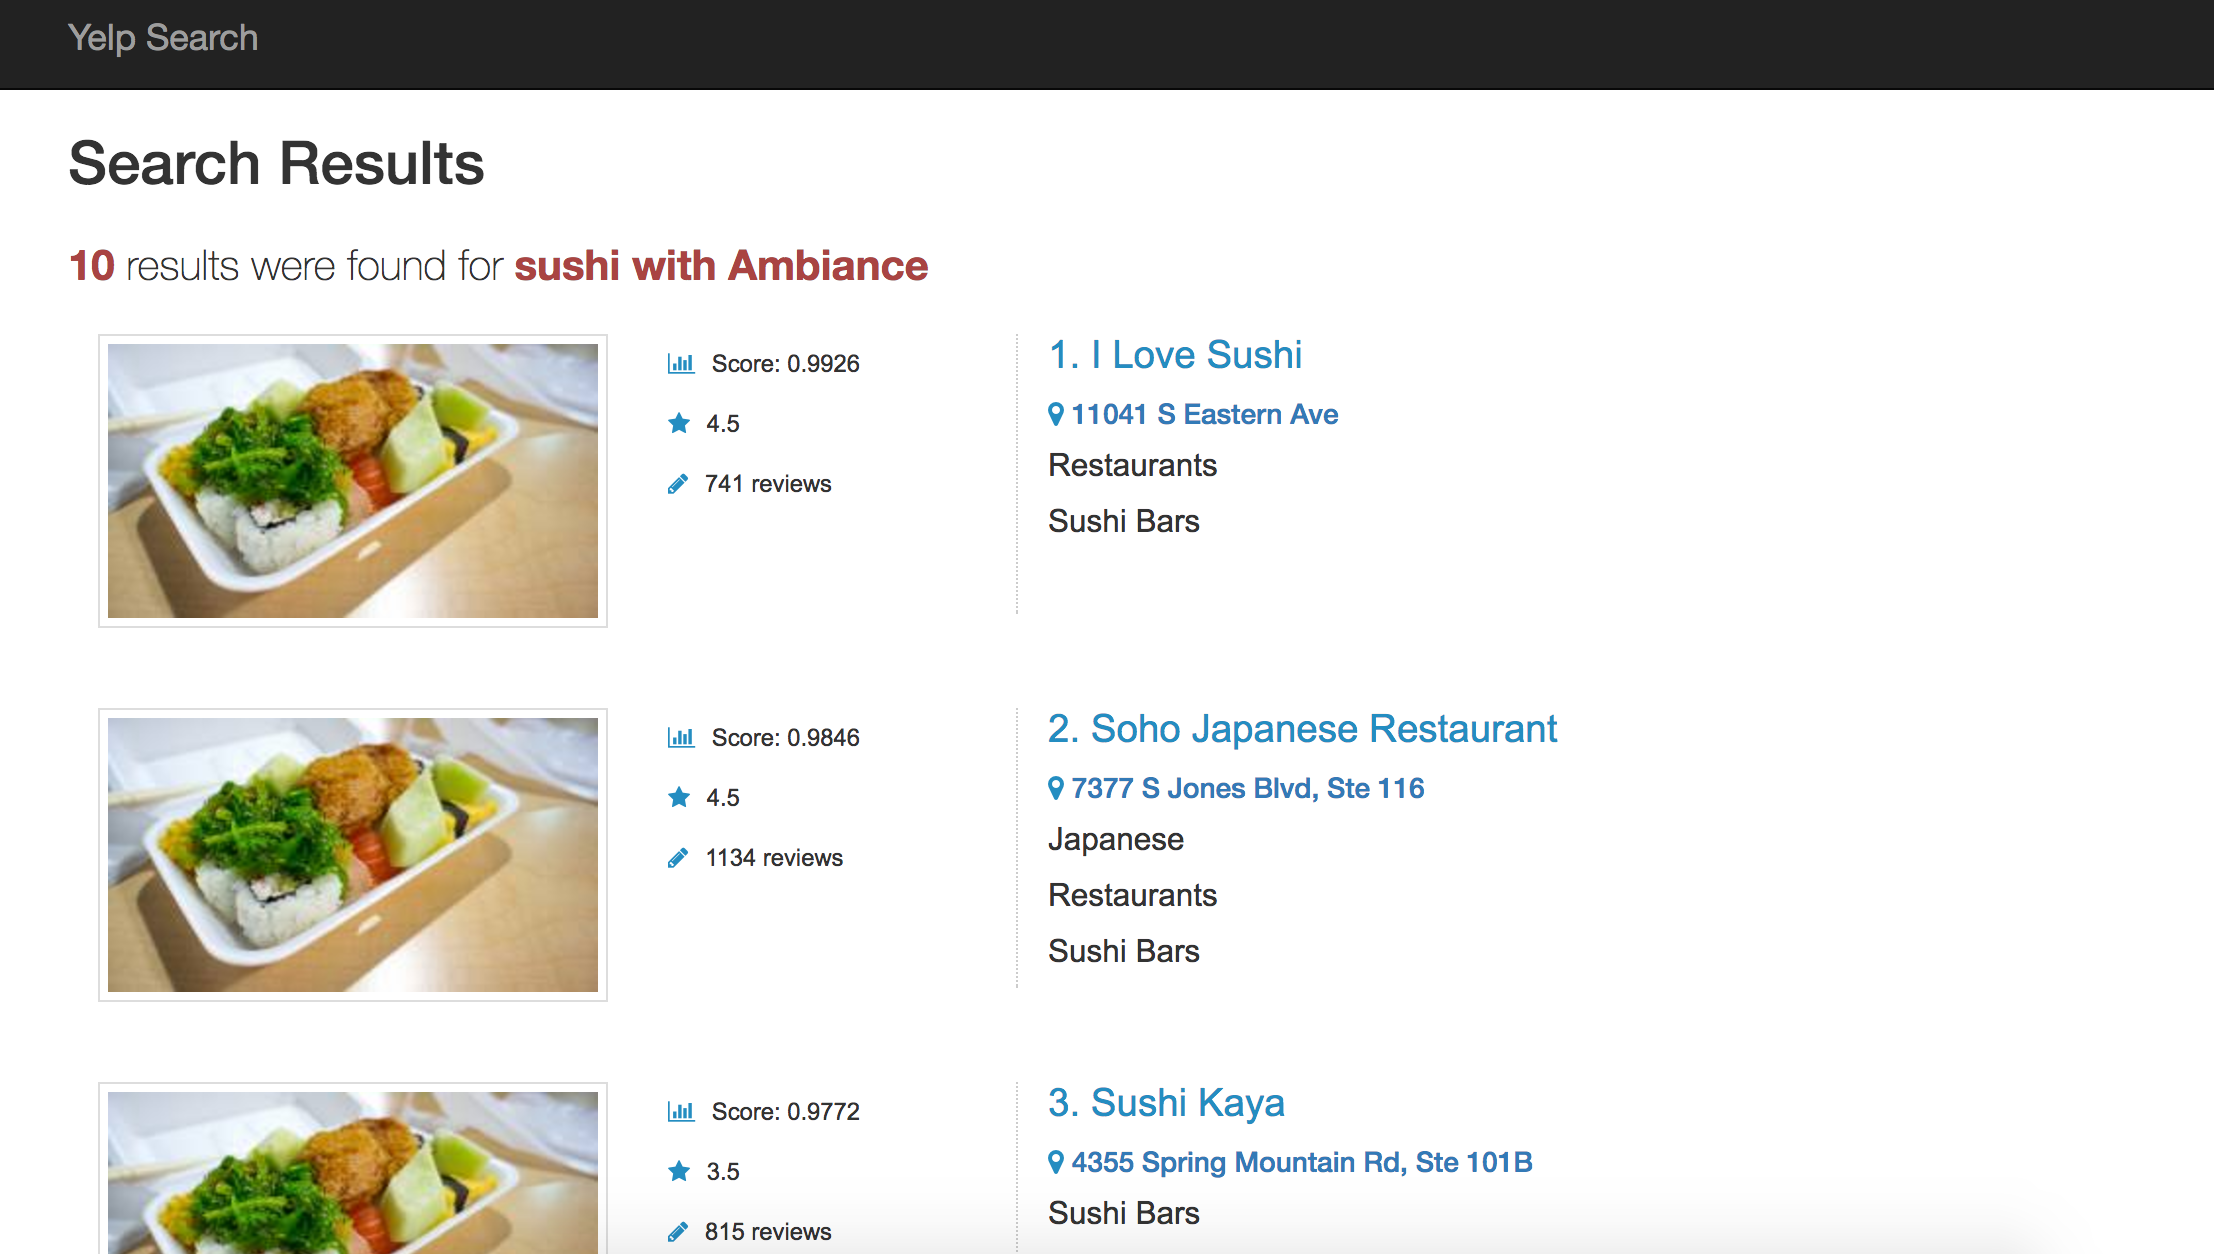 Yelp Search
Search Results
10 results were found for sushi with Ambiance
Score: 0.9926
4.5
741 reviews
1. I Love Sushi
11041 S Eastern Ave
Restaurants
Sushi Bars
Score: 0.9846
4.5
1134 reviews
2. Soho Japanese Restaurant
7377 S Jones Blvd, Ste 116
Japanese
Restaurants
Sushi Bars
Score: 0.9772
3.5
815 reviews
3. Sushi Kaya
4355 Spring Mountain Rd, Ste 101B
Sushi Bars